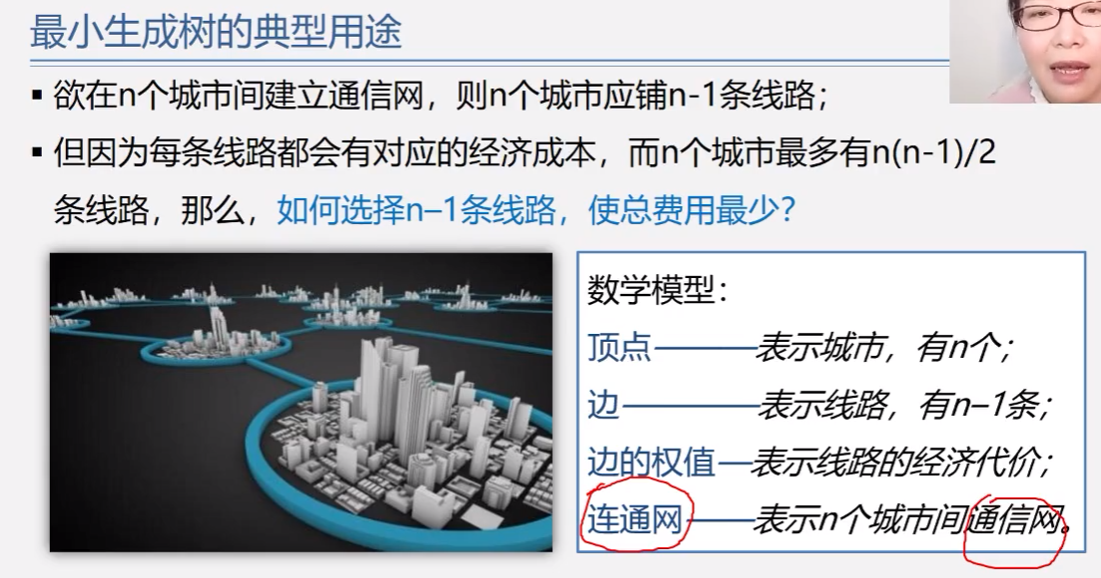 最小生成树的典型用途
▪ 欲在n个城市间建立通信网，则n个城市应铺n-1条线路；
▪ 但因为每条线路都会有对应的经济成本，而n个城市最多有n(n-1)/2
条线路，那么，如何选择n–1条线路，使总费用最少？
数学模型：
顶点———表示城市，有n个；
边————表示线路，有n–1条；
边的权值—表示线路的经济代价；
连通网——表示n个城市间通信网。